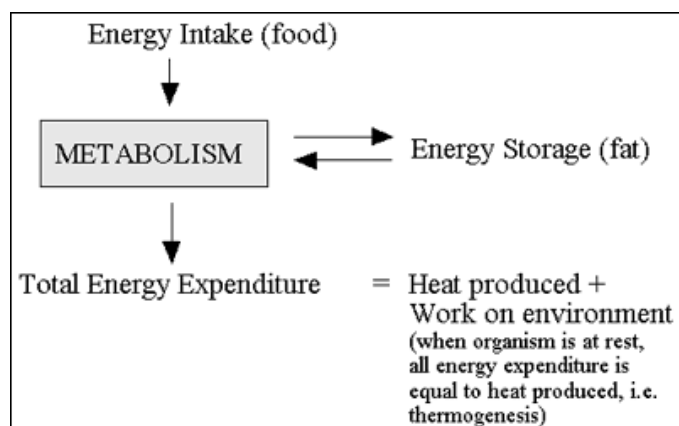 Energy Intake (food)
METABOLISM
Energy Storage (fat)
Total Energy Expenditure = Heat produced +
Work on environment
(when organism is at rest,
all energy expenditure is
equal to heat produced, i.e.
thermogenesis)